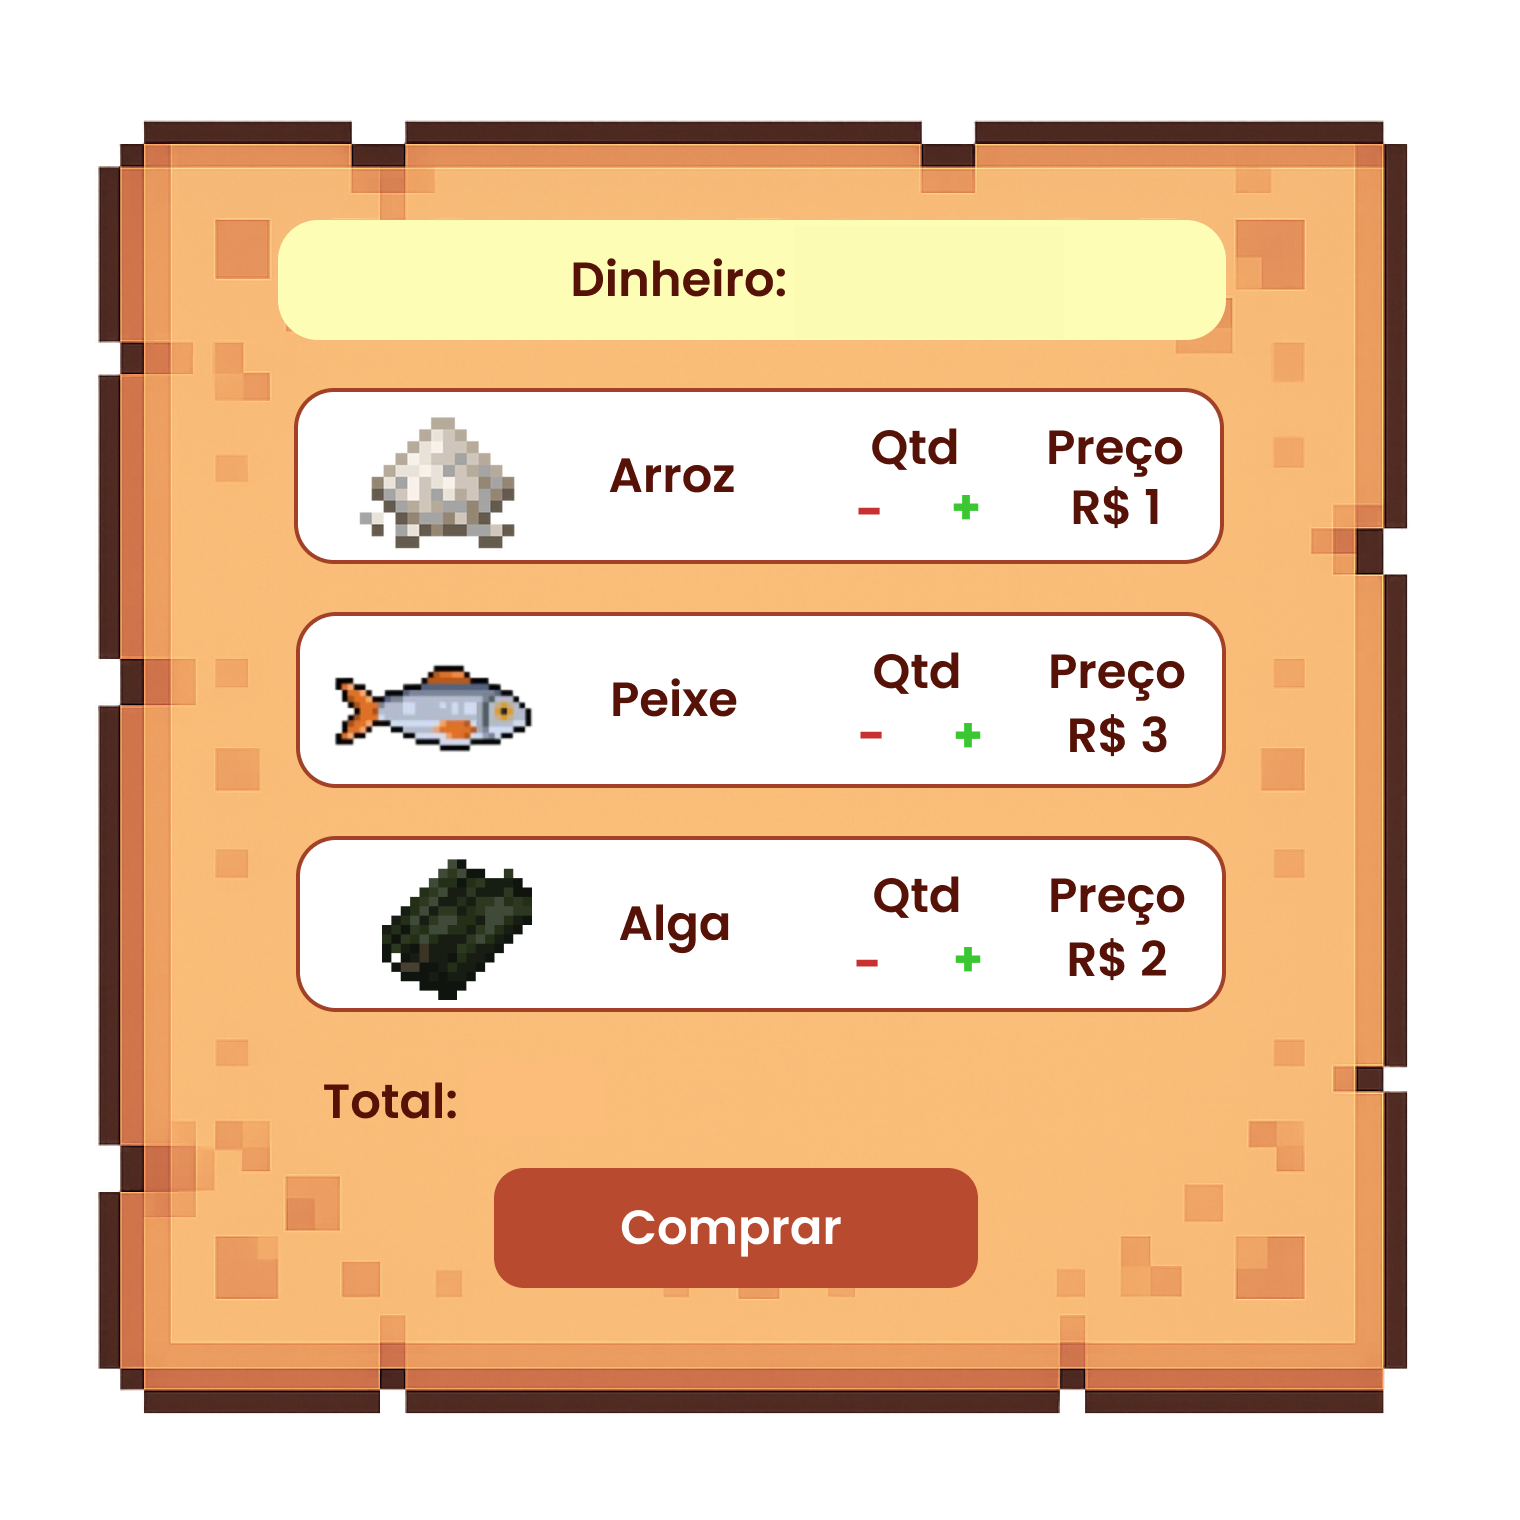 Dinheiro:
Arroz
Qtd
- +
Preço
R$ 1
Peixe
Qtd
- +
Preço
R$ 3
Alga
Qtd
- +
Preço
R$ 2
Total:
Comprar